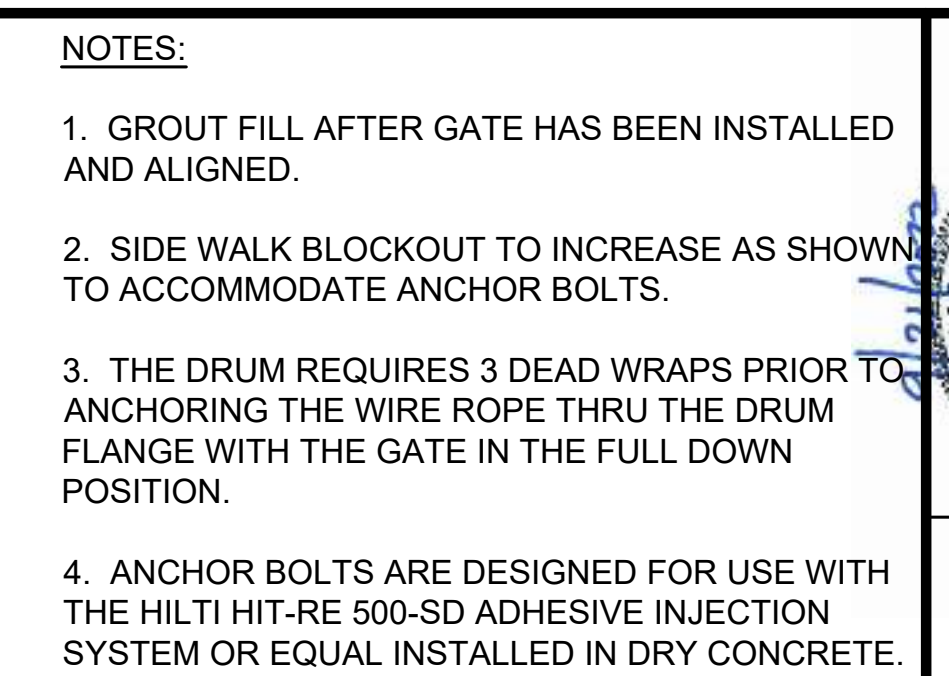 NOTES:
1. GROUT FILL AFTER GATE HAS BEEN INSTALLED
AND ALIGNED.
2. SIDE WALK BLOCKOUT TO INCREASE AS SHOWN
TO ACCOMMODATE ANCHOR BOLTS.
3. THE DRUM REQUIRES 3 DEAD WRAPS PRIOR TO
ANCHORING THE WIRE ROPE THRU THE DRUM
FLANGE WITH THE GATE IN THE FULL DOWN
POSITION.
4. ANCHOR BOLTS ARE DESIGNED FOR USE WITH
THE HILTI HIT-RE 500-SD ADHESIVE INJECTION
SYSTEM OR EQUAL INSTALLED IN DRY CONCRETE.